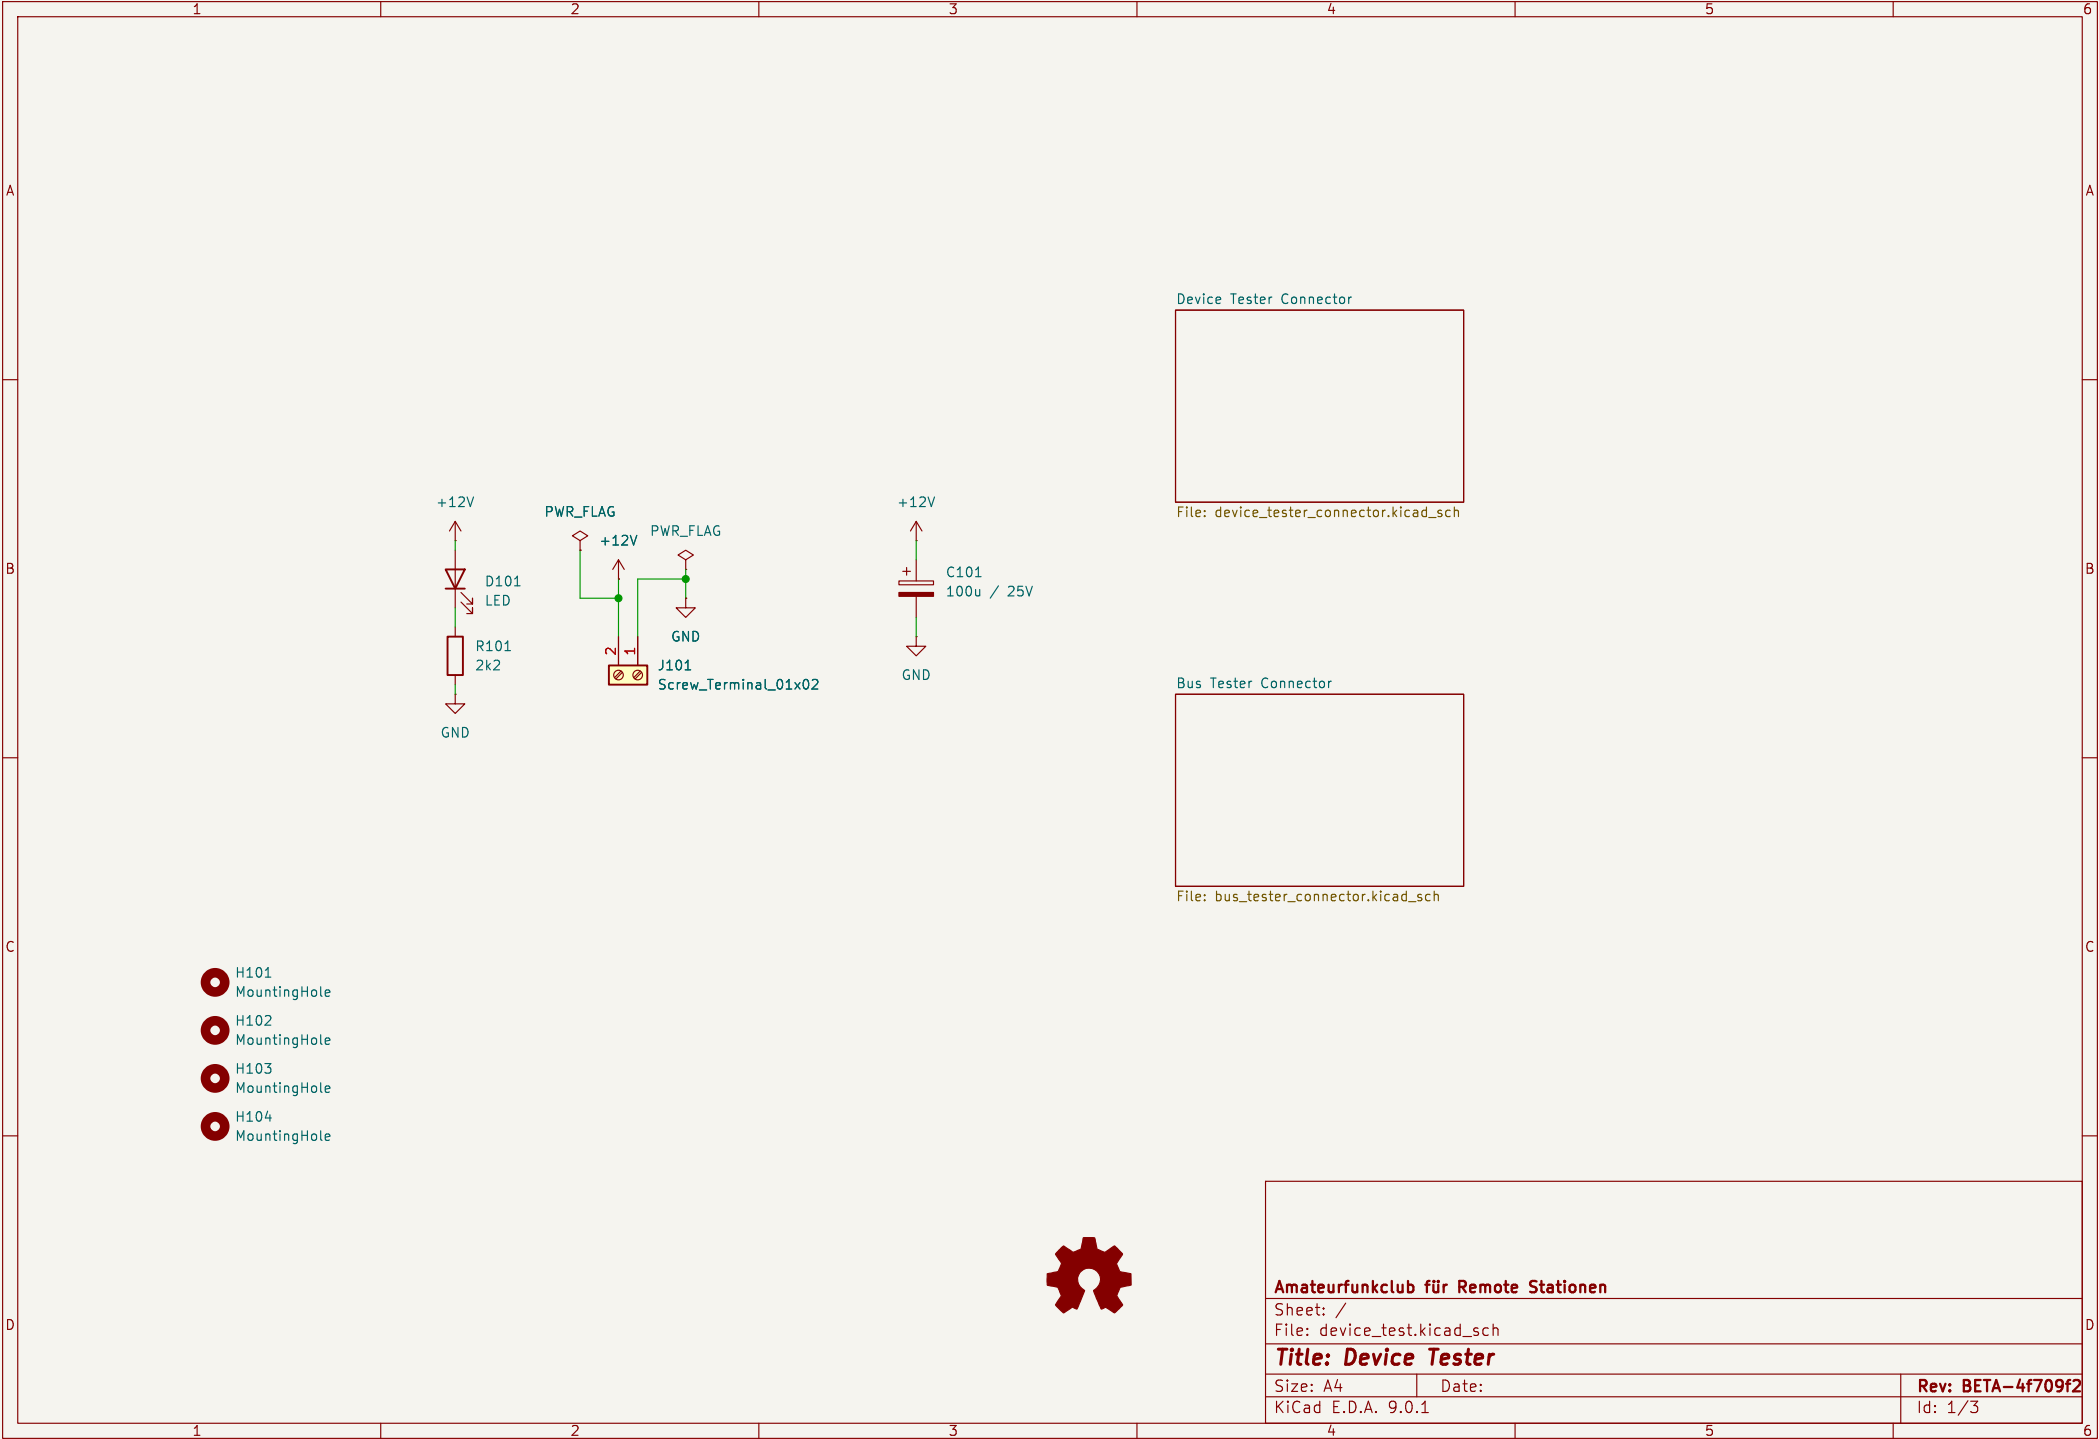 1 2 3 4 5 6
A A
Device Tester Connector
File: device_tester_connector.kicad_sch
+12V
PWR_FLAG
+12V
PWR_FLAG
+12V
B B
D101
LED
+
C101
100u / 25V
R101
2k2
GND
2 1
J101
Screw_Terminal_01x02
GND
GND
Bus Tester Connector
File: bus_tester_connector.kicad_sch
C C
H101
MountingHole
H102
MountingHole
H103
MountingHole
H104
MountingHole
Amateurfunkclub für Remote Stationen
Sheet: /
File: device_test.kicad_sch
D D
Title: Device Tester
Size: A4 Date: Rev: BETA-4f709f2
KiCad E.D.A. 9.0.1 Id: 1/3
1 2 3 4 5 6